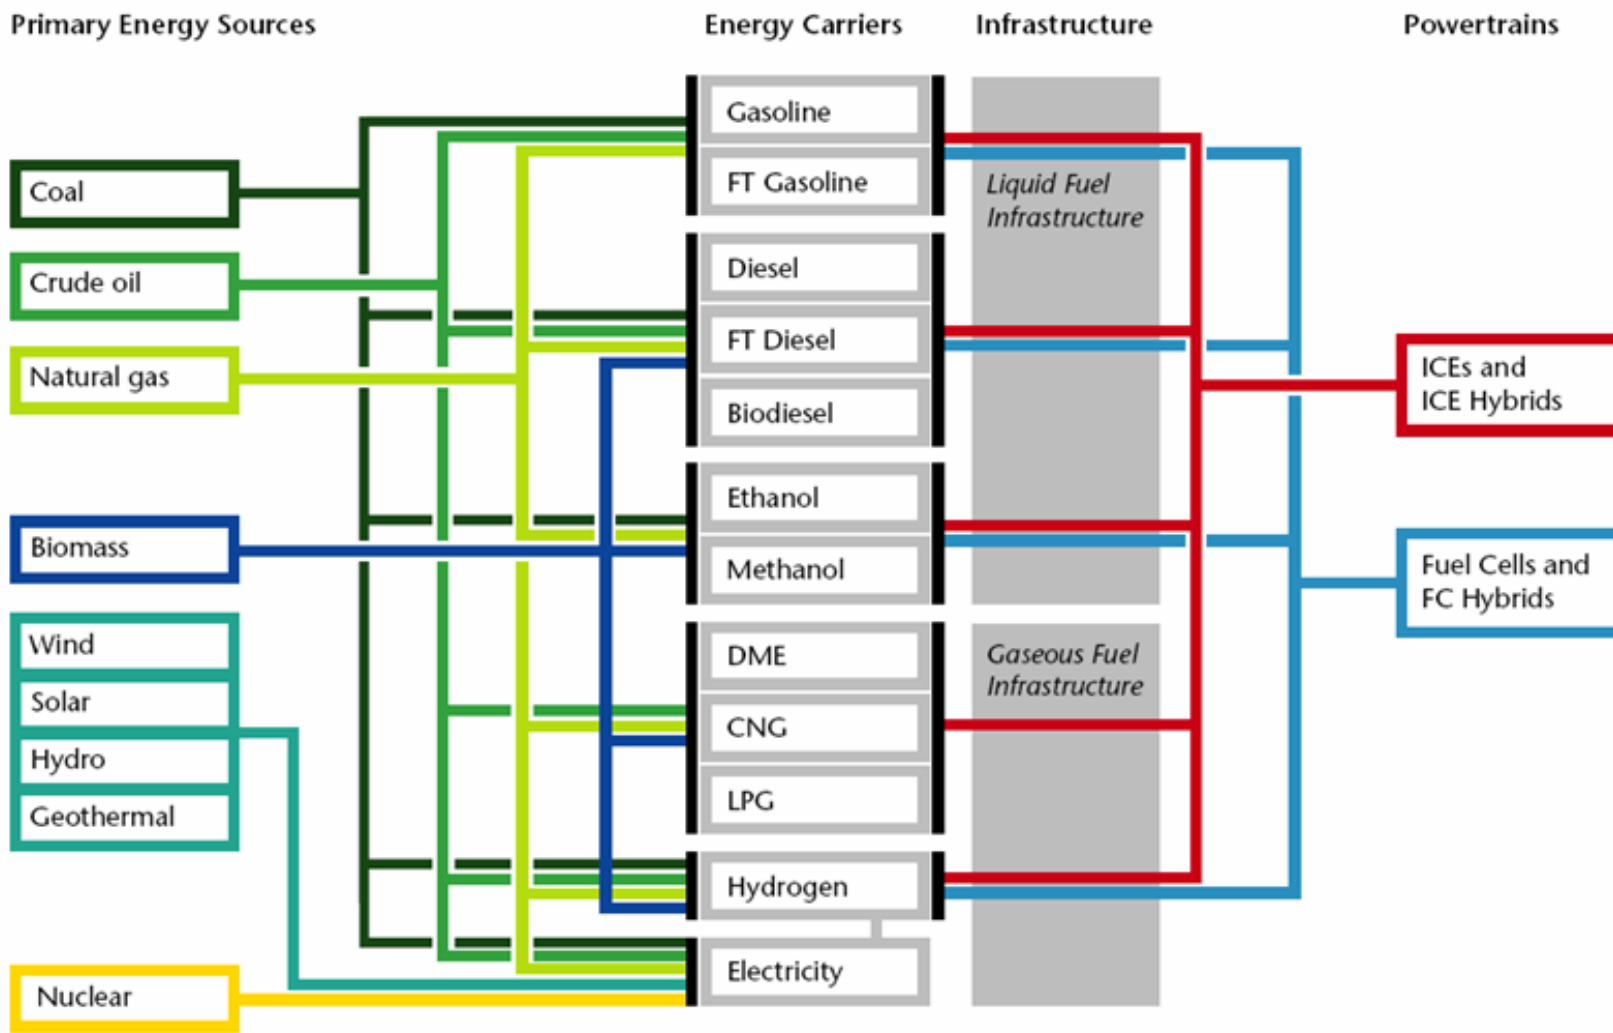 Primary Energy Sources
Energy Carriers
Infrastructure
Powertrains
Coal
Crude oil
Natural gas
Biomass
Wind
Solar
Hydro
Geothermal
Nuclear
Gasoline
FT Gasoline
Diesel
FT Diesel
Biodiesel
Ethanol
Methanol
DME
CNG
LPG
Hydrogen
Electricity
Liquid Fuel
Infrastructure
Gaseous Fuel
Infrastructure
ICEs and
ICE Hybrids
Fuel Cells and
FC Hybrids